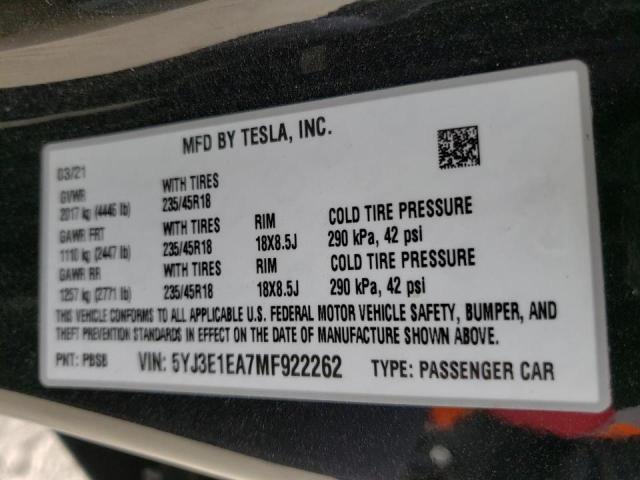 MFD BY TESLA, INC.
03/21
GVWR WITH TIRES
2017 kg (4446 lb) 235/45R18
GAWR FRT WITH TIRES RIM COLD TIRE PRESSURE
1110 kg (2447 lb) 235/45R18 18X8.5J 290 kPa, 42 psi
GAWR RR WITH TIRES RIM COLD TIRE PRESSURE
1257 kg (2771 lb) 235/45R18 18X8.5J 290 kPa, 42 psi
THIS VEHICLE CONFORMS TO ALL APPLICABLE U.S. FEDERAL MOTOR VEHICLE SAFETY, BUMPER, AND
THEFT PREVENTION STANDARDS IN EFFECT ON THE DATE OF MANUFACTURE SHOWN ABOVE.
PNT: PBSB VIN: 5YJ3E1EA7MF922262 TYPE: PASSENGER CAR